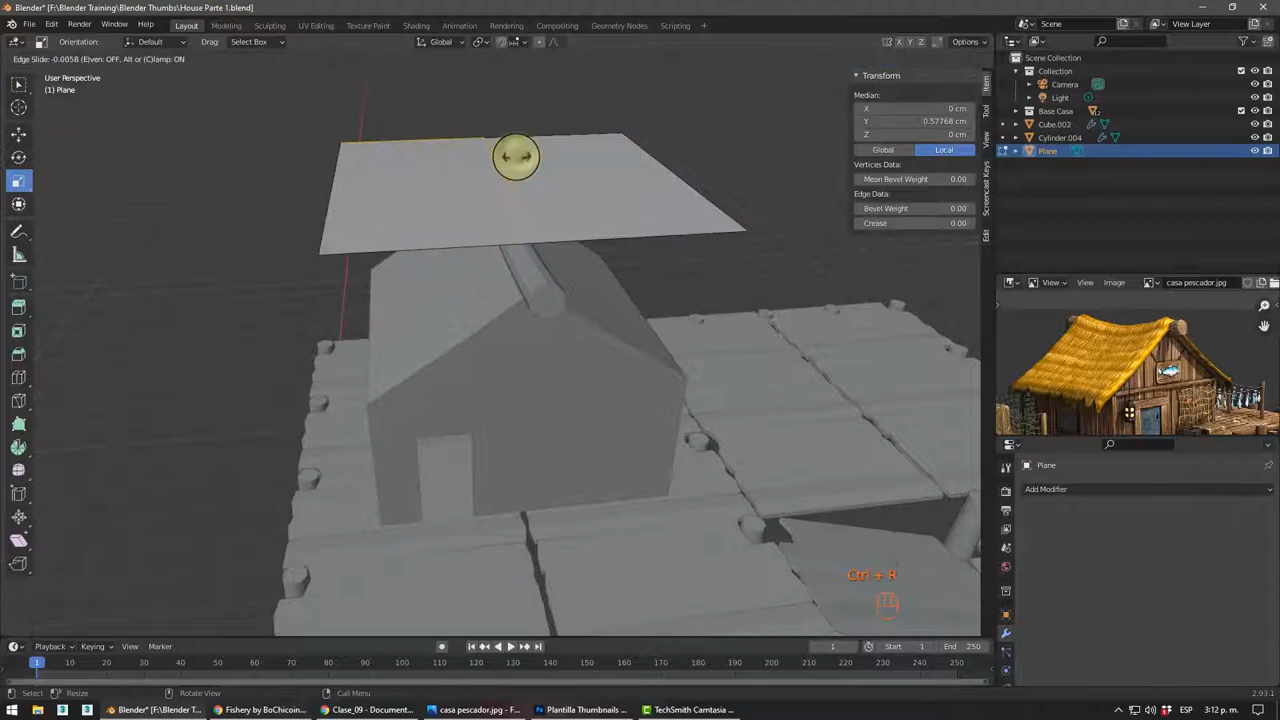 Blender* [F:\Blender Training\Blender Thumbs\House Parte 1.blend]
File Edit Render Window Help Layout Modeling Sculpting UV Editing Texture Paint Shading Animation Rendering Compositing Geometry Nodes Scripting + Scene View Layer
Orientation: Default Drag: Select Box Global X Y Z Options
Edge Slide: -0.0058 (E)ven: OFF, Alt or (C)lamp: ON
User Perspective
(1) Plane
Transform
Median:
X 0 cm
Y 0.57768 cm
Z 0 cm
Global Local
Vertices Data:
Mean Bevel Weight 0.00
Edge Data:
Bevel Weight 0.00
Crease 0.00
Item
Tool
View
Screencast Keys
Edit
Scene Collection
Collection
Camera
Light
Base Casa 12
Cube.002
Cylinder.004
Plane
View View Image casa pescador.jpg
Plane
Add Modifier
Ctrl + R
Playback Keying View Marker 1 Start 1 End 250
1 10 20 30 40 50 60 70 80 90 100 110 120 130 140 150 160 170 180 190 200 210 220 230 240 250
Select Resize Rotate View Call Menu 2.93.1
Blender* [F:\Blender T... Fishery by BoChicoin... Clase_09 - Document... casa pescador.jpg - F... Plantilla Thumbnails ... TechSmith Camtasia ESP 3:12 p. m.